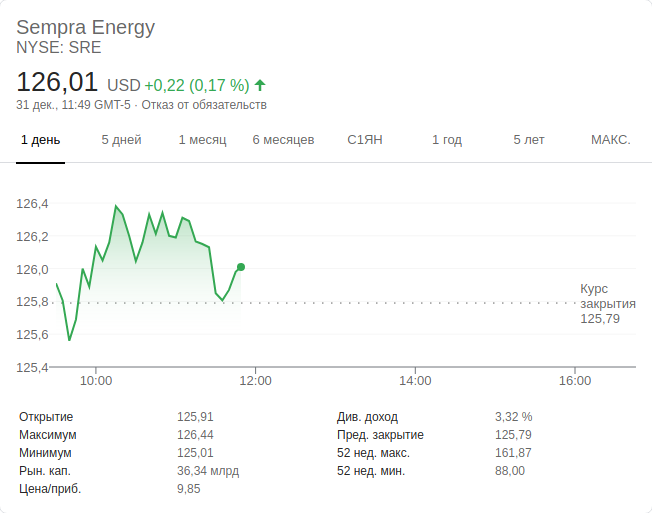 Sempra Energy
NYSE: SRE
126,01 USD +0,22 (0,17 %)
31 дек., 11:49 GMT-5 · Отказ от обязательств
1 день 5 дней 1 месяц 6 месяцев С1ЯН 1 год 5 лет МАКС.
126,4
126,2
126,0
125,8
125,6
125,4
Курс
закрытия
125,79
10:00 12:00 14:00 16:00
Открытие 125,91 Див. доход 3,32 %
Максимум 126,44 Пред. закрытие 125,79
Минимум 125,01 52 нед. макс. 161,87
Рын. кап. 36,34 млрд 52 нед. мин. 88,00
Цена/приб. 9,85